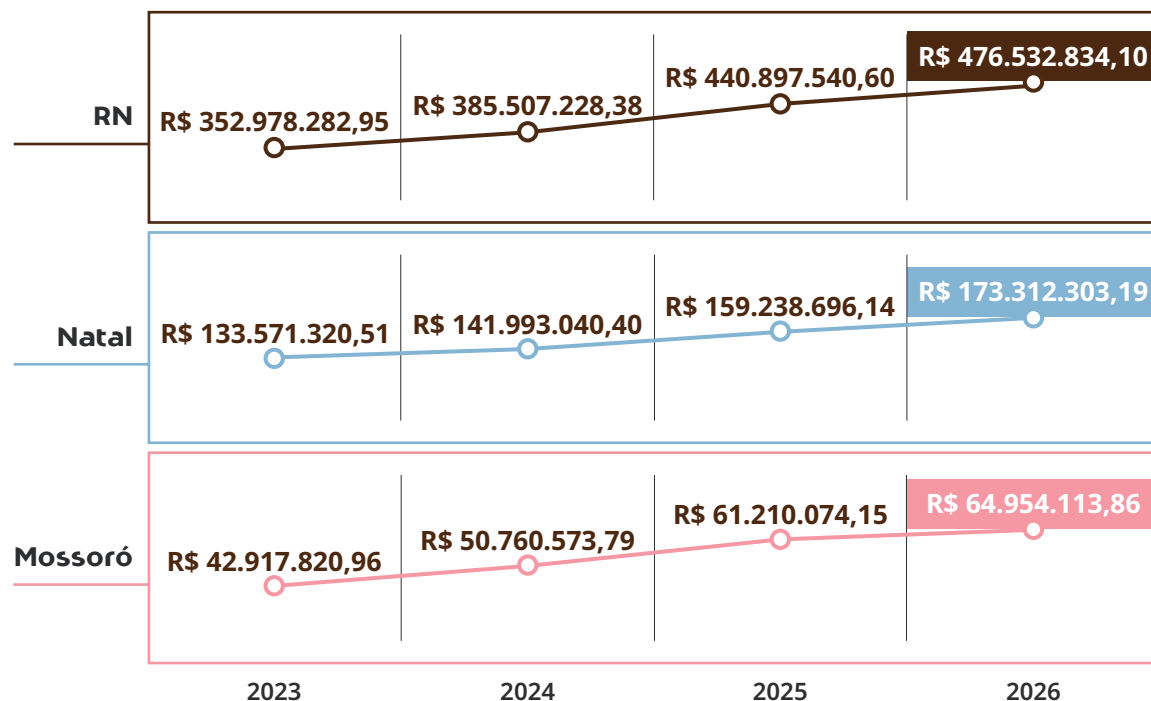 RN
R$ 352.978.282,95
R$ 385.507.228,38
R$ 440.897.540,60
R$ 476.532.834,10
Natal
R$ 133.571.320,51
R$ 141.993.040,40
R$ 159.238.696,14
R$ 173.312.303,19
Mossoró
R$ 42.917.820,96
R$ 50.760.573,79
R$ 61.210.074,15
R$ 64.954.113,86
2023
2024
2025
2026